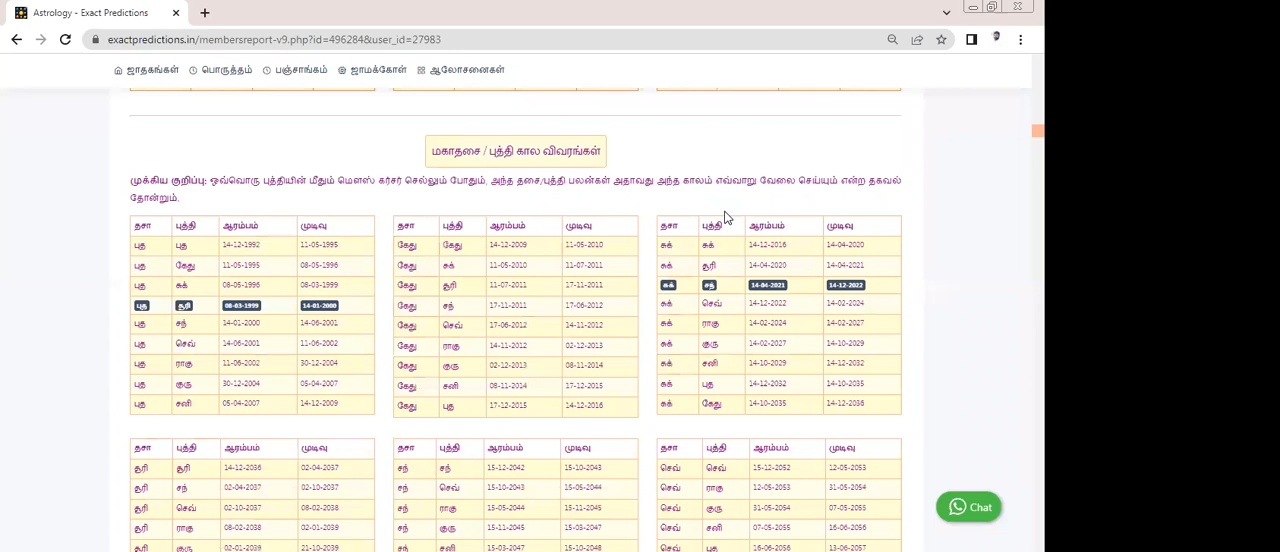 Astrology - Exact Predictions
exactpredictions.in/membersreport-v9.php?id=496284&user_id=27983
ஜாதகங்கள் பொருத்தம் பஞ்சாங்கம் ஜாமக்கோள் ஆலோசனைகள்
மகாதசை / புத்தி கால விவரங்கள்
முக்கிய குறிப்பு: ஒவ்வொரு புத்தியின் மீதும் மௌஸ் கர்சர் செல்லும் போதும், அந்த தசை/புத்தி பலன்கள் அதாவது அந்த காலம் எவ்வாறு வேலை செய்யும் என்ற தகவல்
தோன்றும்.
தசா புத்தி ஆரம்பம் முடிவு தசா புத்தி ஆரம்பம் முடிவு தசா புத்தி ஆரம்பம் முடிவு
புத புத 14-12-1992 11-05-1995 கேது கேது 14-12-2009 11-05-2010 சுக் சுக் 14-12-2016 14-04-2020
புத கேது 11-05-1995 08-05-1996 கேது சுக் 11-05-2010 11-07-2011 சுக் சூரி 14-04-2020 14-04-2021
புத சுக் 08-05-1996 08-03-1999 கேது சூரி 11-07-2011 17-11-2011 சுக் சந் 14-04-2021 14-12-2022
புத சூரி 08-03-1999 14-01-2000 கேது சந் 17-11-2011 17-06-2012 சுக் செவ் 14-12-2022 14-02-2024
புத சந் 14-01-2000 14-06-2001 கேது செவ் 17-06-2012 14-11-2012 சுக் ராகு 14-02-2024 14-02-2027
புத செவ் 14-06-2001 11-06-2002 கேது ராகு 14-11-2012 02-12-2013 சுக் குரு 14-02-2027 14-10-2029
புத ராகு 11-06-2002 30-12-2004 கேது குரு 02-12-2013 08-11-2014 சுக் சனி 14-10-2029 14-12-2032
புத குரு 30-12-2004 05-04-2007 கேது சனி 08-11-2014 17-12-2015 சுக் புத 14-12-2032 14-10-2035
புத சனி 05-04-2007 14-12-2009 கேது புத 17-12-2015 14-12-2016 சுக் கேது 14-10-2035 14-12-2036
தசா புத்தி ஆரம்பம் முடிவு தசா புத்தி ஆரம்பம் முடிவு தசா புத்தி ஆரம்பம் முடிவு
சூரி சூரி 14-12-2036 02-04-2037 சந் சந் 15-12-2042 15-10-2043 செவ் செவ் 15-12-2052 12-05-2053
சூரி சந் 02-04-2037 02-10-2037 சந் செவ் 15-10-2043 15-05-2044 செவ் ராகு 12-05-2053 31-05-2054
சூரி செவ் 02-10-2037 08-02-2038 சந் ராகு 15-05-2044 15-11-2045 செவ் குரு 31-05-2054 07-05-2055
சூரி ராகு 08-02-2038 02-01-2039 சந் குரு 15-11-2045 15-03-2047 செவ் சனி 07-05-2055 16-06-2056
சூரி குரு 02-01-2039 21-10-2039 சந் சனி 15-03-2047 15-10-2048 செவ் புத 16-06-2056 13-06-2057
Chat